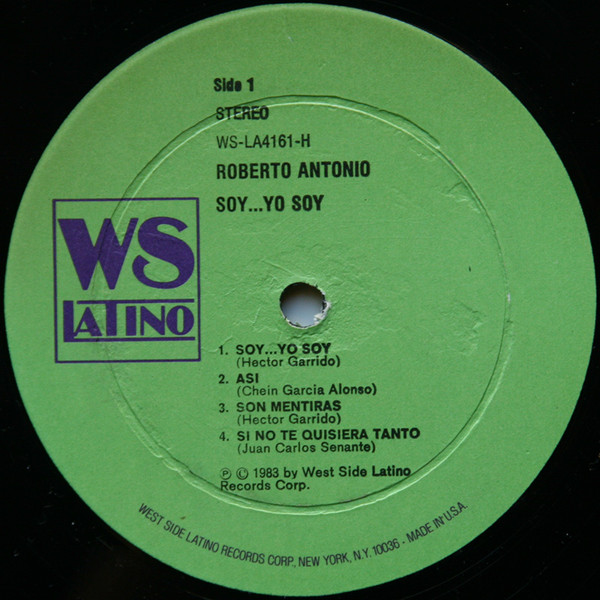 Side 1
STEREO
WS-LA4161-H
ROBERTO ANTONIO
SOY...YO SOY
WS
LATINO
1. SOY...YO SOY
(Hector Garrido)
2. ASI
(Chein Garcia Alonso)
3. SON MENTIRAS
(Hector Garrido)
4. SI NO TE QUISIERA TANTO
(Juan Carlos Senante)
℗ © 1983 by West Side Latino
Records Corp.
WEST SIDE LATINO RECORDS CORP., NEW YORK, N.Y. 10036 - MADE IN U.S.A.